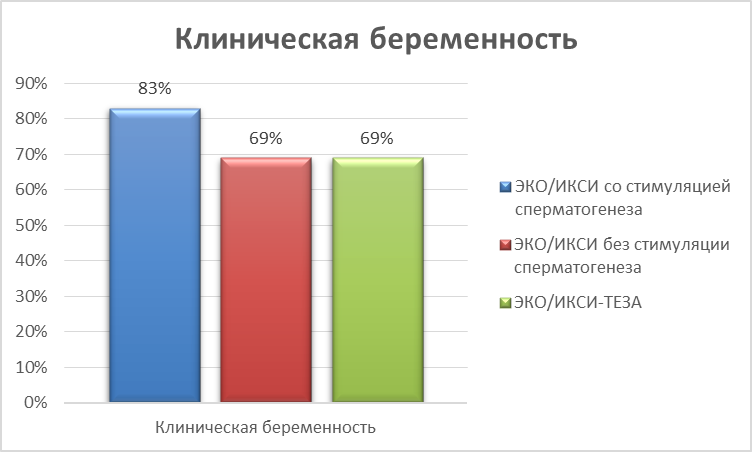 Клиническая беременность
90%
80%
70%
60%
50%
40%
30%
20%
10%
0%
83%
69%
69%
Клиническая беременность
ЭКО/ИКСИ со стимуляцией
сперматогенеза
ЭКО/ИКСИ без стимуляции
сперматогенеза
ЭКО/ИКСИ-ТЕЗА